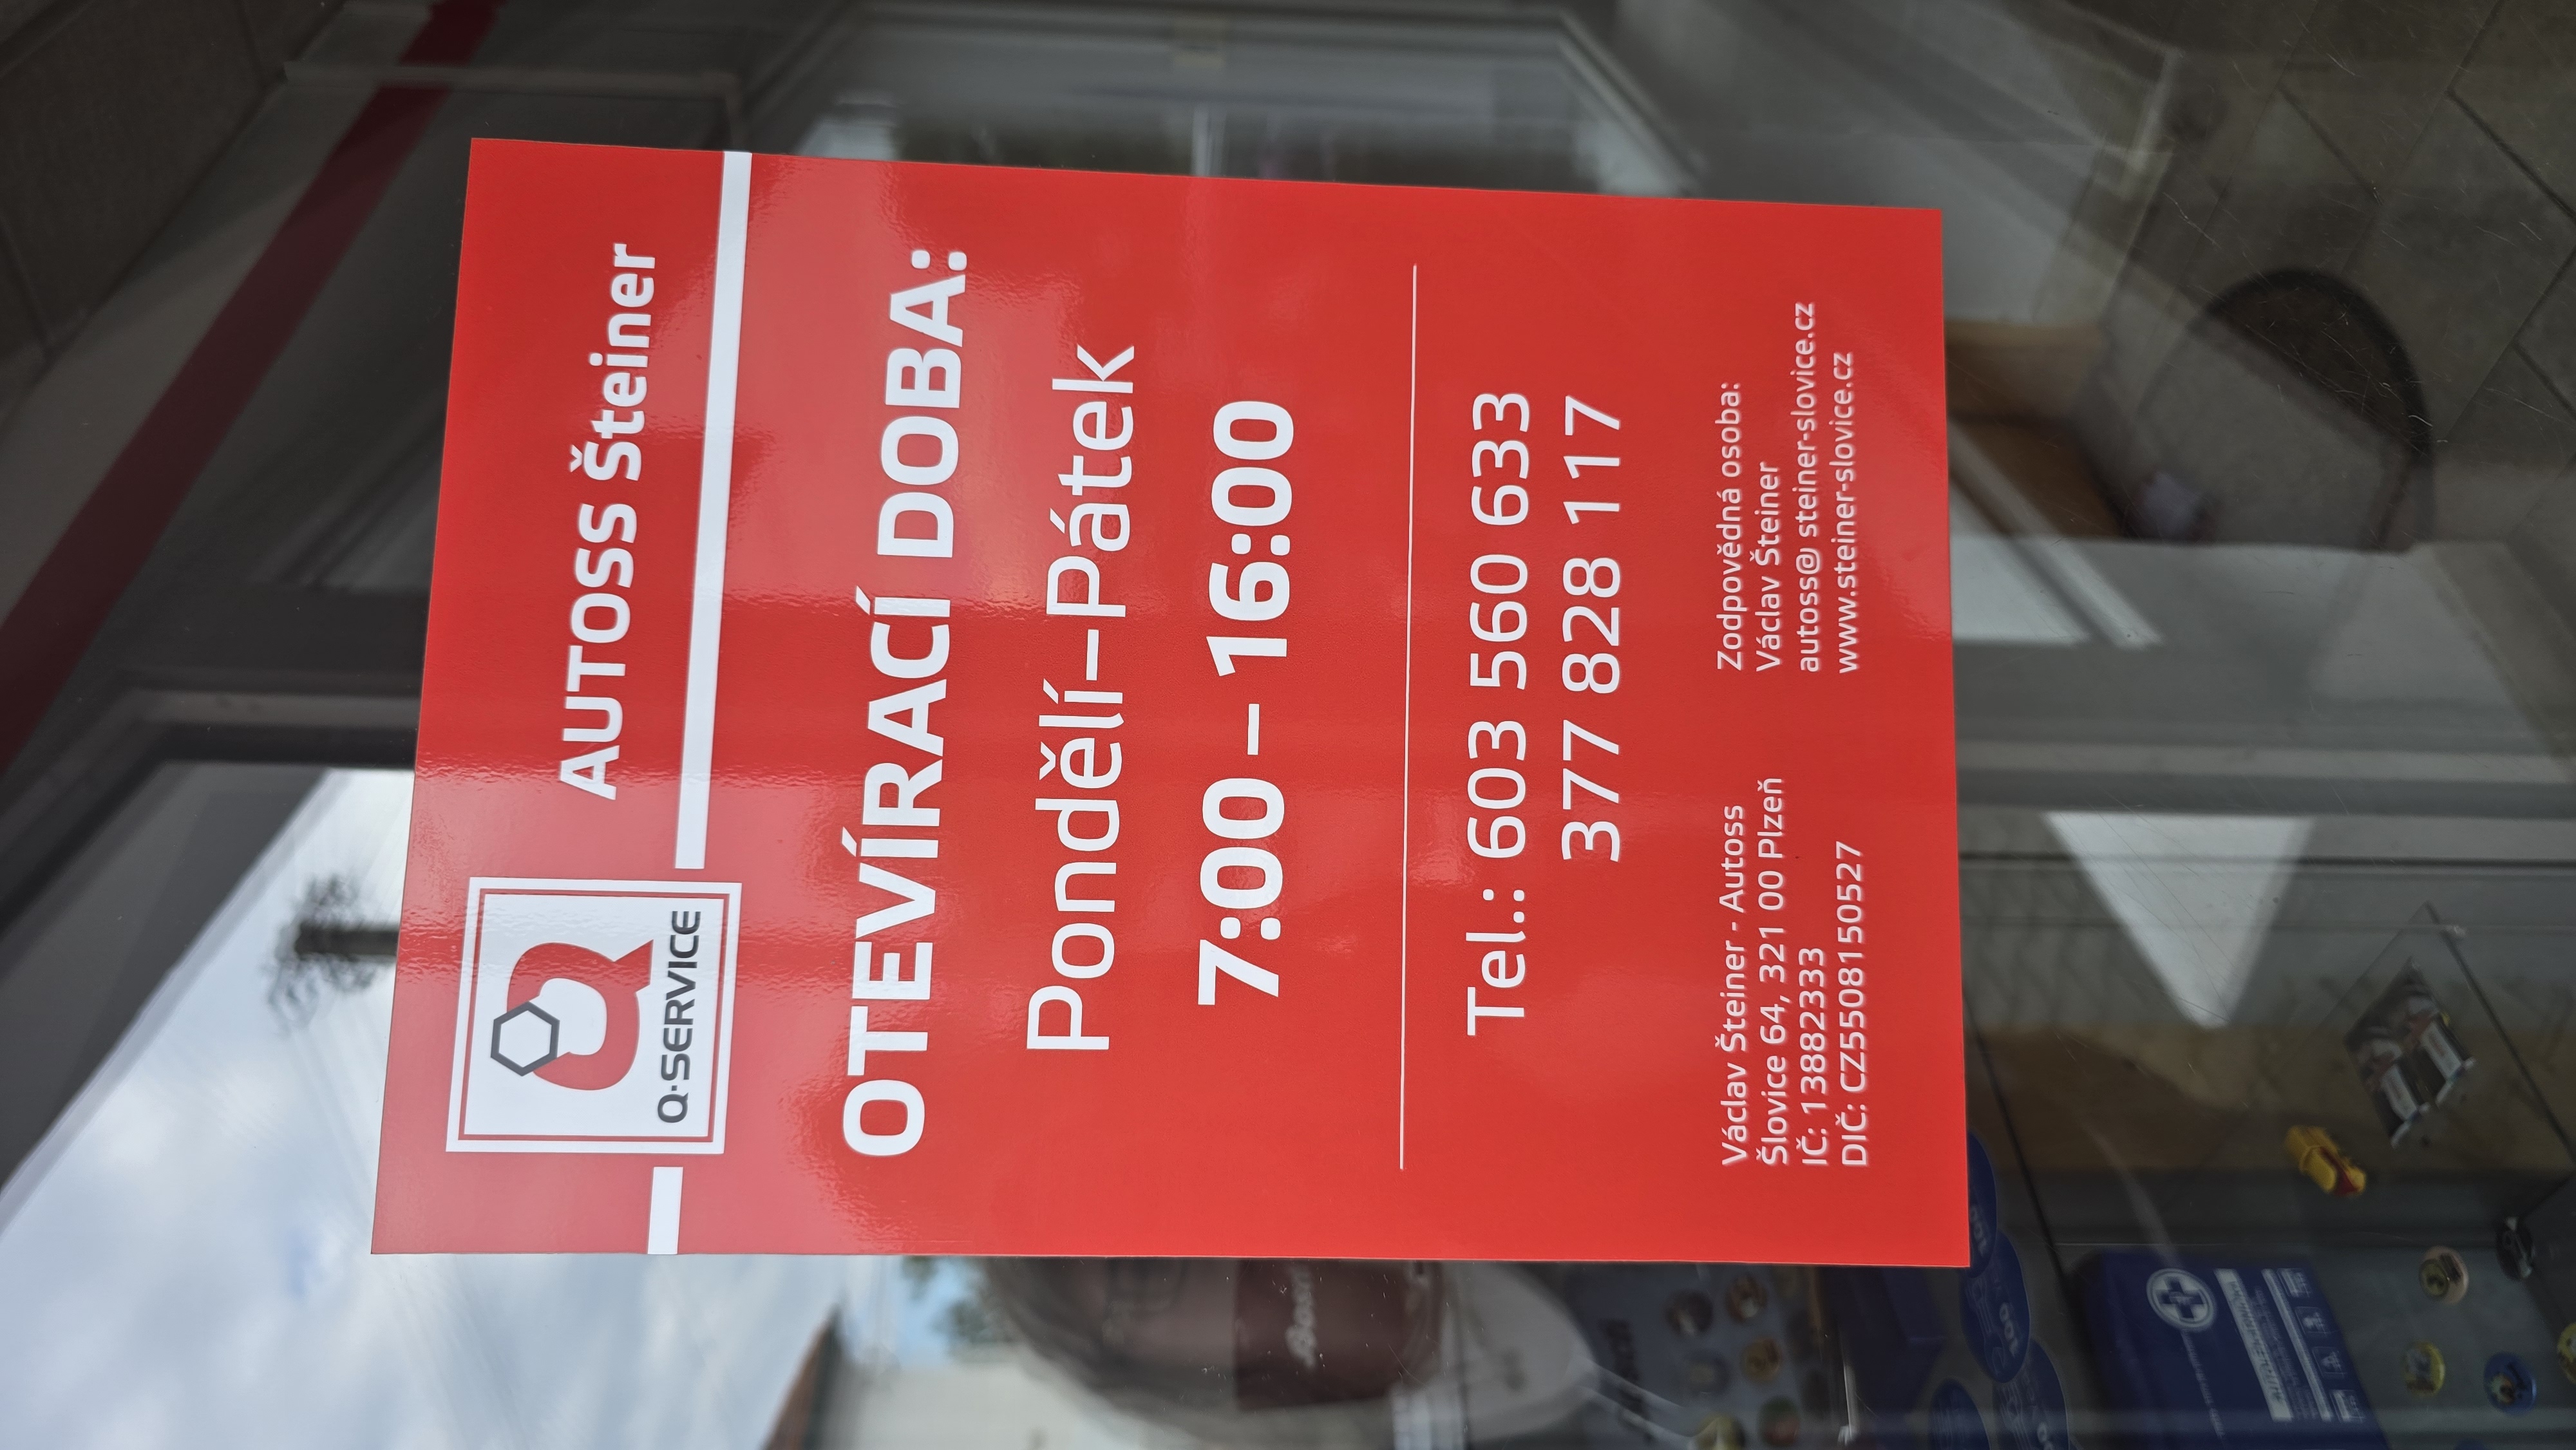 Q·SERVICE
AUTOSS Šteiner
OTEVÍRACÍ DOBA:
Pondělí–Pátek
7:00 – 16:00
Tel.: 603 560 633
377 828 117
Václav Šteiner - Autoss
Šlovice 64, 321 00 Plzeň
IČ: 13882333
DIČ: CZ5508150527
Zodpovědná osoba:
Václav Šteiner
autoss@ steiner-slovice.cz
www.steiner-slovice.cz